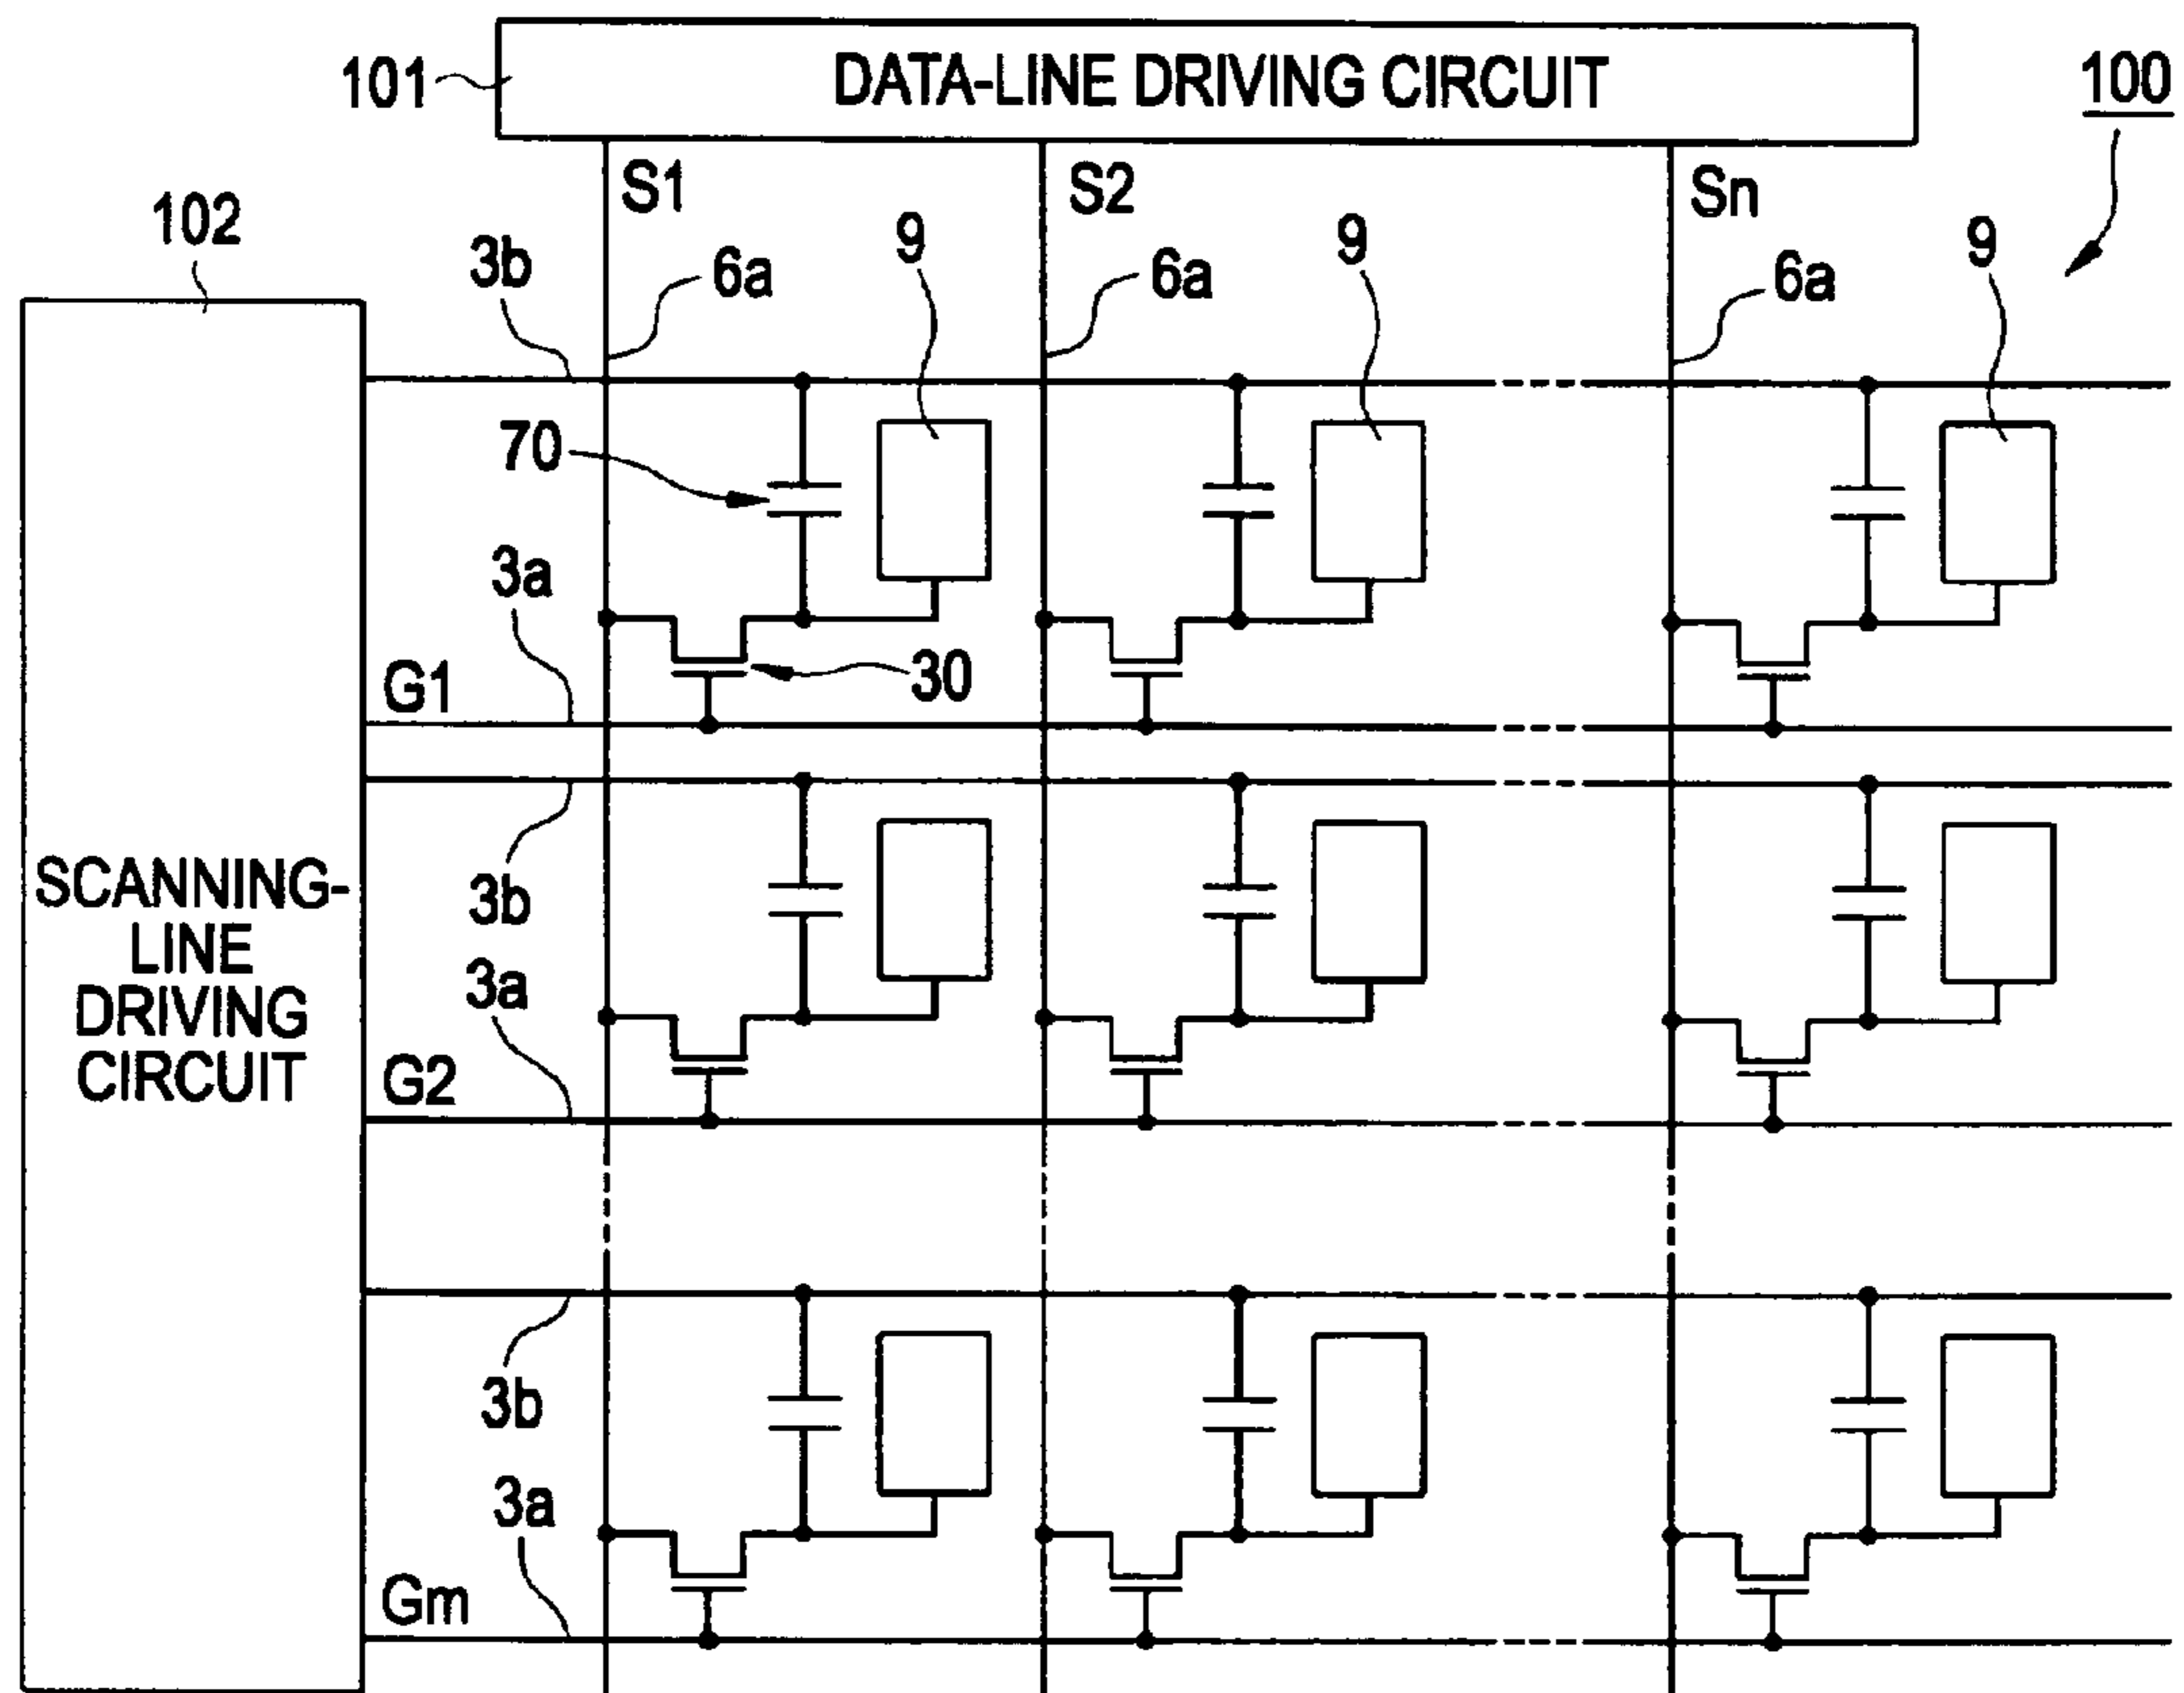 101
DATA-LINE DRIVING CIRCUIT
100
S1
S2
Sn
102
3b
6a
9
6a
9
6a
9
70
3a
G1
30
SCANNING-
LINE
DRIVING
CIRCUIT
3b
3a
G2
3b
3a
Gm